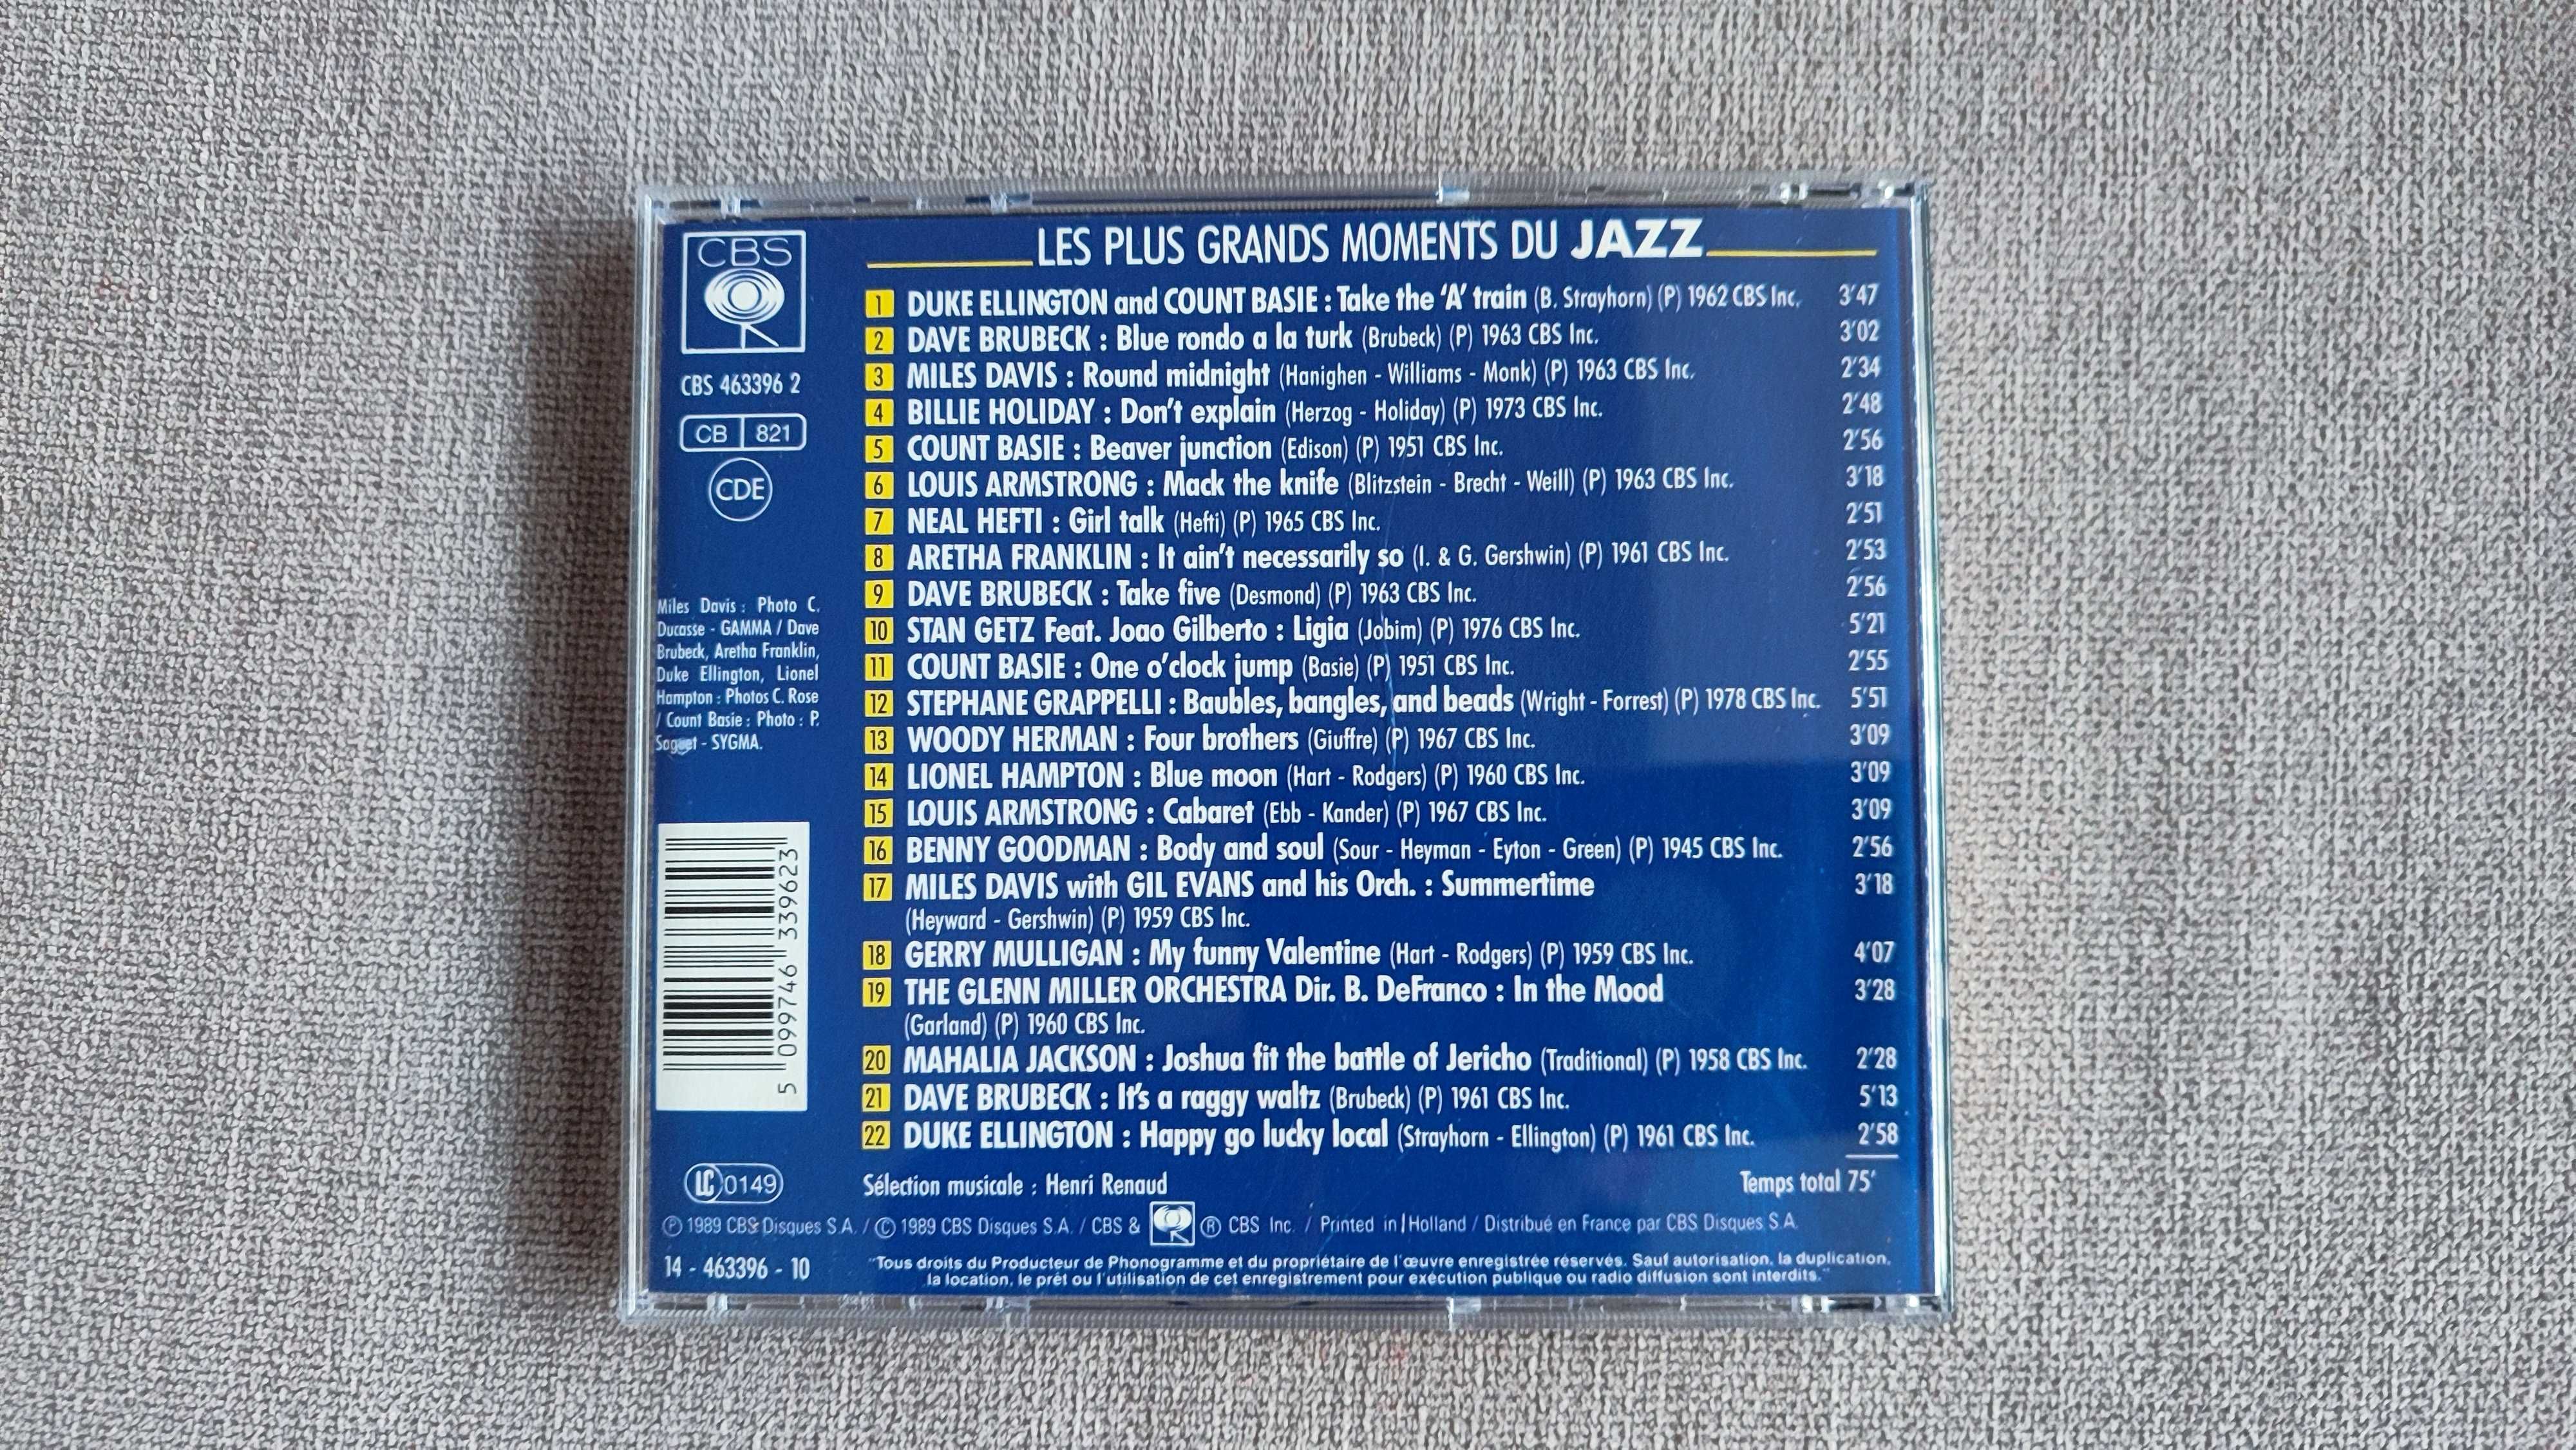 LES PLUS GRANDS MOMENTS DU JAZZ
CBS
CBS 463396 2
CB 821
CDE
1 DUKE ELLINGTON and COUNT BASIE : Take the ‘A’ train (B. Strayhorn) (P) 1962 CBS Inc. 3’47
2 DAVE BRUBECK : Blue rondo a la turk (Brubeck) (P) 1963 CBS Inc. 3’02
3 MILES DAVIS : Round midnight (Hanighen - Williams - Monk) (P) 1963 CBS Inc. 2’34
4 BILLIE HOLIDAY : Don’t explain (Herzog - Holiday) (P) 1973 CBS Inc. 2’48
5 COUNT BASIE : Beaver junction (Edison) (P) 1951 CBS Inc. 2’56
6 LOUIS ARMSTRONG : Mack the knife (Blitzstein - Brecht - Weill) (P) 1963 CBS Inc. 3’18
7 NEAL HEFTI : Girl talk (Hefti) (P) 1965 CBS Inc. 2’51
8 ARETHA FRANKLIN : It ain’t necessarily so (I. & G. Gershwin) (P) 1961 CBS Inc. 2’53
9 DAVE BRUBECK : Take five (Desmond) (P) 1963 CBS Inc. 2’56
10 STAN GETZ Feat. Joao Gilberto : Ligia (Jobim) (P) 1976 CBS Inc. 5’21
11 COUNT BASIE : One o’clock jump (Basie) (P) 1951 CBS Inc. 2’55
12 STEPHANE GRAPPELLI : Baubles, bangles, and beads (Wright - Forrest) (P) 1978 CBS Inc. 5’51
13 WOODY HERMAN : Four brothers (Giuffre) (P) 1967 CBS Inc. 3’09
14 LIONEL HAMPTON : Blue moon (Hart - Rodgers) (P) 1960 CBS Inc. 3’09
15 LOUIS ARMSTRONG : Cabaret (Ebb - Kander) (P) 1967 CBS Inc. 3’09
16 BENNY GOODMAN : Body and soul (Sour - Heyman - Eyton - Green) (P) 1945 CBS Inc. 2’56
17 MILES DAVIS with GIL EVANS and his Orch. : Summertime 3’18
(Heyward - Gershwin) (P) 1959 CBS Inc.
18 GERRY MULLIGAN : My funny Valentine (Hart - Rodgers) (P) 1959 CBS Inc. 4’07
19 THE GLENN MILLER ORCHESTRA Dir. B. DeFranco : In the Mood 3’28
(Garland) (P) 1960 CBS Inc.
20 MAHALIA JACKSON : Joshua fit the battle of Jericho (Traditional) (P) 1958 CBS Inc. 2’28
21 DAVE BRUBECK : It’s a raggy waltz (Brubeck) (P) 1961 CBS Inc. 5’13
22 DUKE ELLINGTON : Happy go lucky local (Strayhorn - Ellington) (P) 1961 CBS Inc. 2’58
Miles Davis : Photo C.
Ducasse - GAMMA / Dave
Brubeck, Aretha Franklin,
Duke Ellington, Lionel
Hampton : Photos C. Rose
/ Count Basie : Photo : P.
- SYGMA.
5 099746 339623
LC 0149
Sélection musicale : Henri Renaud
Temps total 75’
Ⓟ 1989 CBS Disques S.A. / © 1989 CBS Disques S.A. / CBS & ® CBS Inc. / Printed in Holland / Distribué en France par CBS Disques S.A.
14 - 463396 - 10
"Tous droits du Producteur de Phonogramme et du propriétaire de l'œuvre enregistrée réservés. Sauf autorisation, la duplication,
la location, le prêt ou l'utilisation de cet enregistrement pour exécution publique ou radio diffusion sont interdits."